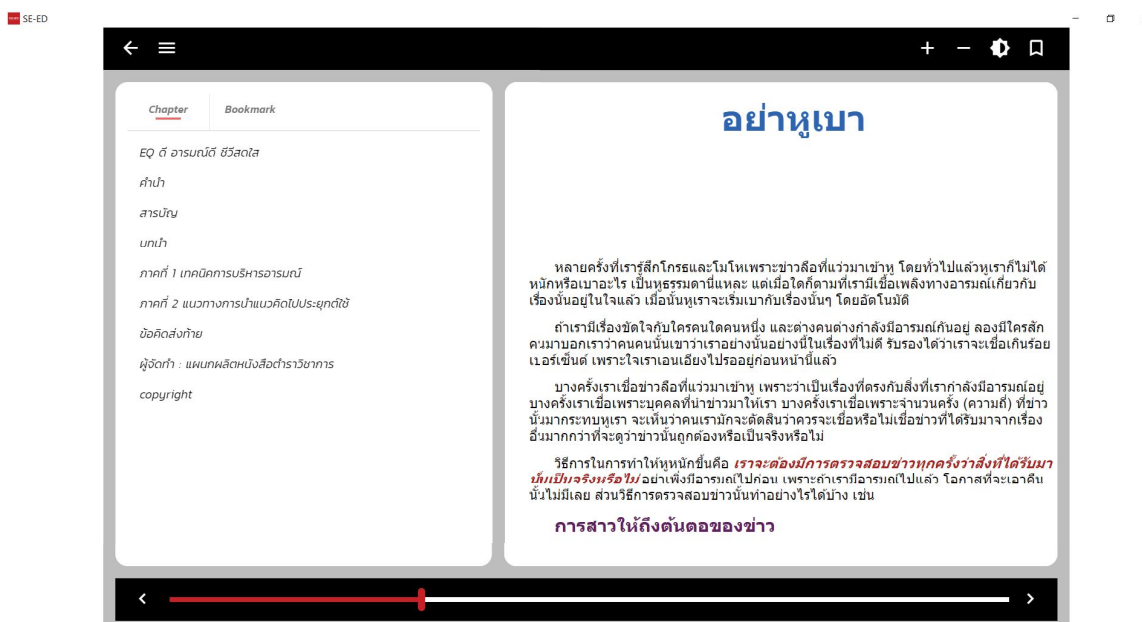 SE-ED
Chapter
Bookmark
EQ ดี อารมณ์ดี ชีวีสดใส
คำนำ
สารบัญ
บทนำ
ภาคที่ 1 เทคนิคการบริหารอารมณ์
ภาคที่ 2 แนวทางการนำแนวคิดไปประยุกต์ใช้
ข้อคิดส่งท้าย
ผู้จัดทำ : แผนกผลิตหนังสือตำราวิชาการ
copyright
อย่าหูเบา
หลายครั้งที่เรารู้สึกโกรธและโมโหเพราะข่าวลือที่แว่วมาเข้าหู โดยทั่วไปแล้วหูเราก็ไม่ได้
หนักหรือเบาอะไร เป็นหูธรรมดานี่แหละ แต่เมื่อใดก็ตามที่เรามีเชื้อเพลิงทางอารมณ์เกี่ยวกับ
เรื่องนั้นอยู่ในใจแล้ว เมื่อนั้นหูเราจะเริ่มเบากับเรื่องนั้นๆ โดยอัตโนมัติ
ถ้าเรามีเรื่องขัดใจกับใครคนใดคนหนึ่ง และต่างคนต่างกำลังมีอารมณ์กันอยู่ ลองมีใครสัก
คนมาบอกเราว่าคนคนนั้นเขาว่าเราอย่างนั้นอย่างนี้ในเรื่องที่ไม่ดี รับรองได้ว่าเราจะเชื่อเกินร้อย
เปอร์เซ็นต์ เพราะใจเราเอนเอียงไปรออยู่ก่อนหน้านี้แล้ว
บางครั้งเราเชื่อข่าวลือที่แว่วมาเข้าหู เพราะว่าเป็นเรื่องที่ตรงกับสิ่งที่เรากำลังมีอารมณ์อยู่
บางครั้งเราเชื่อเพราะบุคคลที่นำข่าวมาให้เรา บางครั้งเราเชื่อเพราะจำนวนครั้ง (ความถี่) ที่ข่าว
นั้นมากระทบหูเรา จะเห็นว่าคนเรามักจะตัดสินว่าควรจะเชื่อหรือไม่เชื่อข่าวที่ได้รับมาจากเรื่อง
อื่นมากกว่าที่จะดูว่าข่าวนั้นถูกต้องหรือเป็นจริงหรือไม่
วิธีการในการทำให้หูหนักขึ้นคือ เราจะต้องมีการตรวจสอบข่าวทุกครั้งว่าสิ่งที่ได้รับมา
นั้นเป็นจริงหรือไม่ อย่าเพิ่งมีอารมณ์ไปก่อน เพราะถ้าเรามีอารมณ์ไปแล้ว โอกาสที่จะเอาคืน
นั้นไม่มีเลย ส่วนวิธีการตรวจสอบข่าวนั้นทำอย่างไรได้บ้าง เช่น
การสาวให้ถึงต้นตอของข่าว